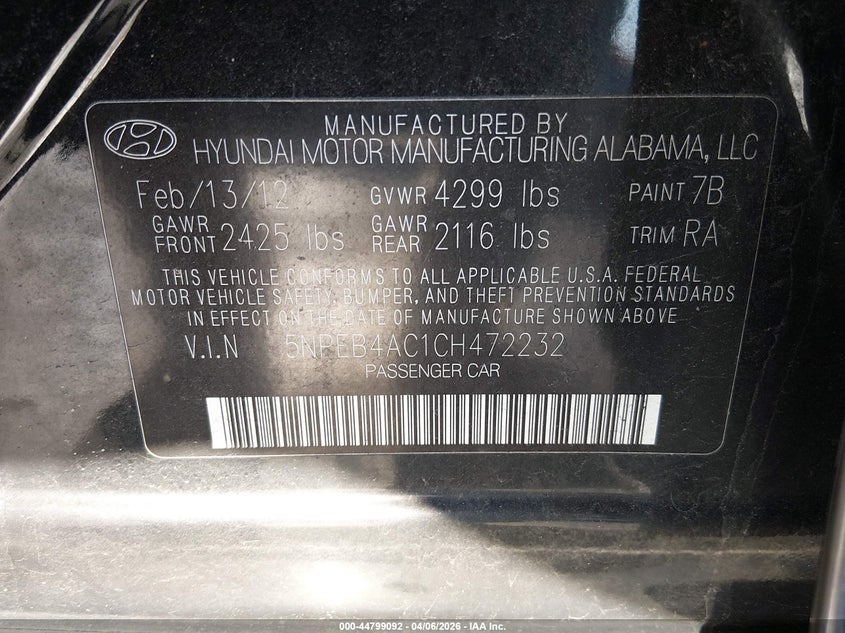 MANUFACTURED BY
HYUNDAI MOTOR MANUFACTURING ALABAMA, LLC
Feb/13/12 GVWR 4299 lbs PAINT 7B
GAWR FRONT 2425 lbs GAWR REAR 2116 lbs TRIM RA
THIS VEHICLE CONFORMS TO ALL APPLICABLE U.S.A. FEDERAL
MOTOR VEHICLE SAFETY, BUMPER, AND THEFT PREVENTION STANDARDS
IN EFFECT ON THE DATE OF MANUFACTURE SHOWN ABOVE
V.I.N 5NPEB4AC1CH472232
PASSENGER CAR
000-44799092 - 04/06/2026 - IAA Inc.